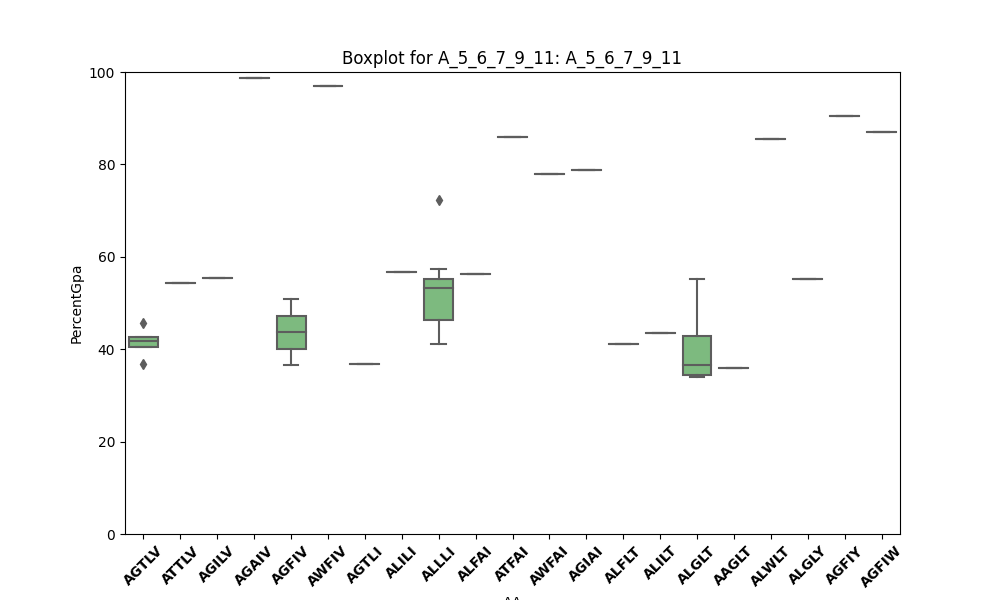 Boxplot for A_5_6_7_9_11: A_5_6_7_9_11
PercentGpa
100
80
60
40
20
0
AGTLV
ATTLV
AGILV
AGAIV
AGFIV
AWFIV
AGTLI
ALILI
ALLLI
ALFAI
ATFAI
AWFAI
AGIAI
ALFLT
ALILT
ALGLT
AAGLT
ALWLT
ALGLY
AGFIY
AGFIW